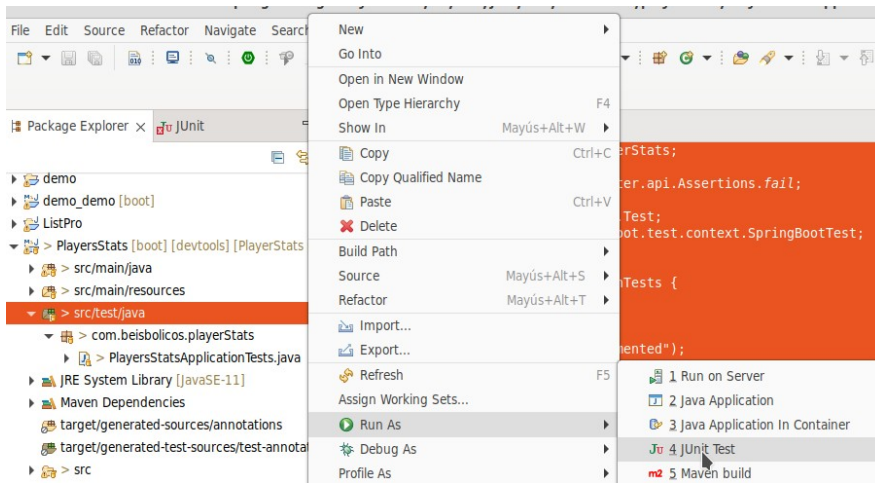 File Edit Source Refactor Navigate Search
Package Explorer
JUnit
demo
demo_demo [boot]
ListPro
> PlayersStats [boot] [devtools] [PlayerStats
> src/main/java
> src/main/resources
> src/test/java
> com.beisbolicos.playerStats
> PlayersStatsApplicationTests.java
JRE System Library [JavaSE-11]
Maven Dependencies
target/generated-sources/annotations
target/generated-test-sources/test-annotat
> src
New
Go Into
Open in New Window
Open Type Hierarchy F4
Show In Mayús+Alt+W
Copy Ctrl+C
Copy Qualified Name
Paste Ctrl+V
Delete
Build Path
Source Mayús+Alt+S
Refactor Mayús+Alt+T
Import...
Export...
Refresh F5
Assign Working Sets...
Run As
Debug As
Profile As
erStats;
ter.api.Assertions.fail;
Test;
oot.test.context.SpringBootTest;
nTests {
mented");
1 Run on Server
2 Java Application
3 Java Application In Container
4 JUnit Test
5 Maven build